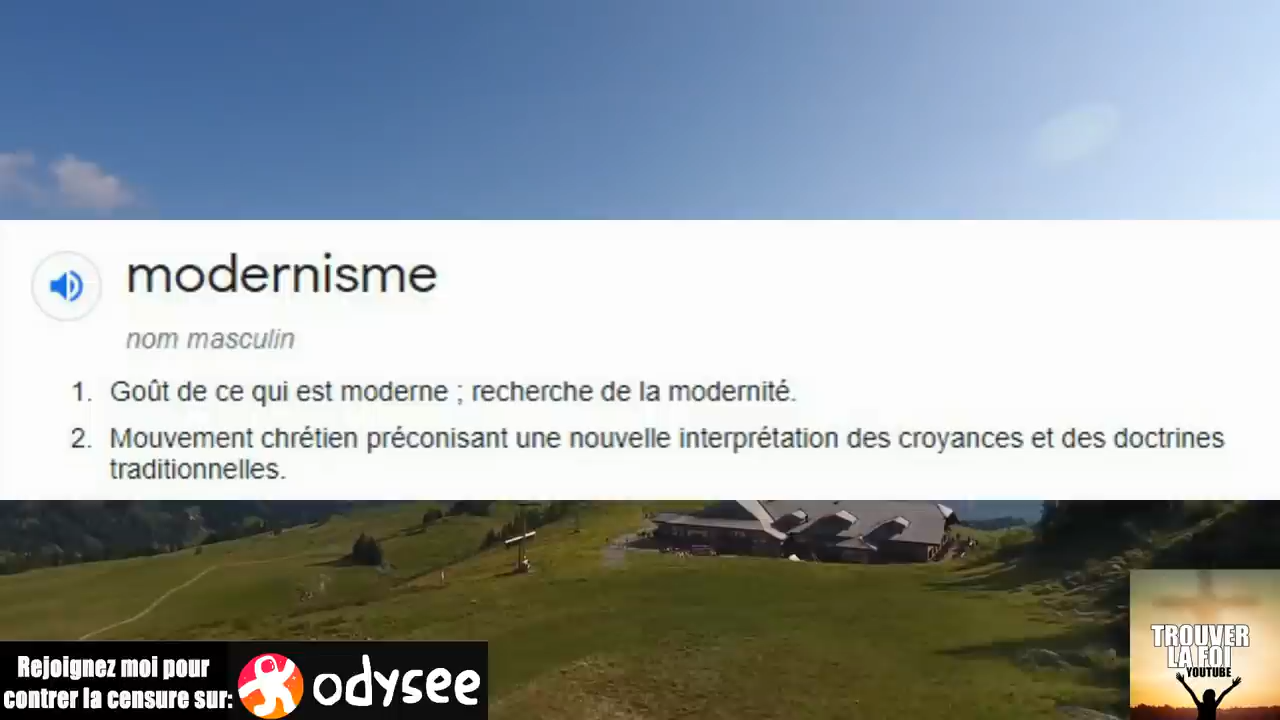 modernisme
nom masculin
1. Goût de ce qui est moderne ; recherche de la modernité.
2. Mouvement chrétien préconisant une nouvelle interprétation des croyances et des doctrines
traditionnelles.
Rejoignez moi pour
contrer la censure sur:
odysee
TROUVER
LA FOI
YOUTUBE